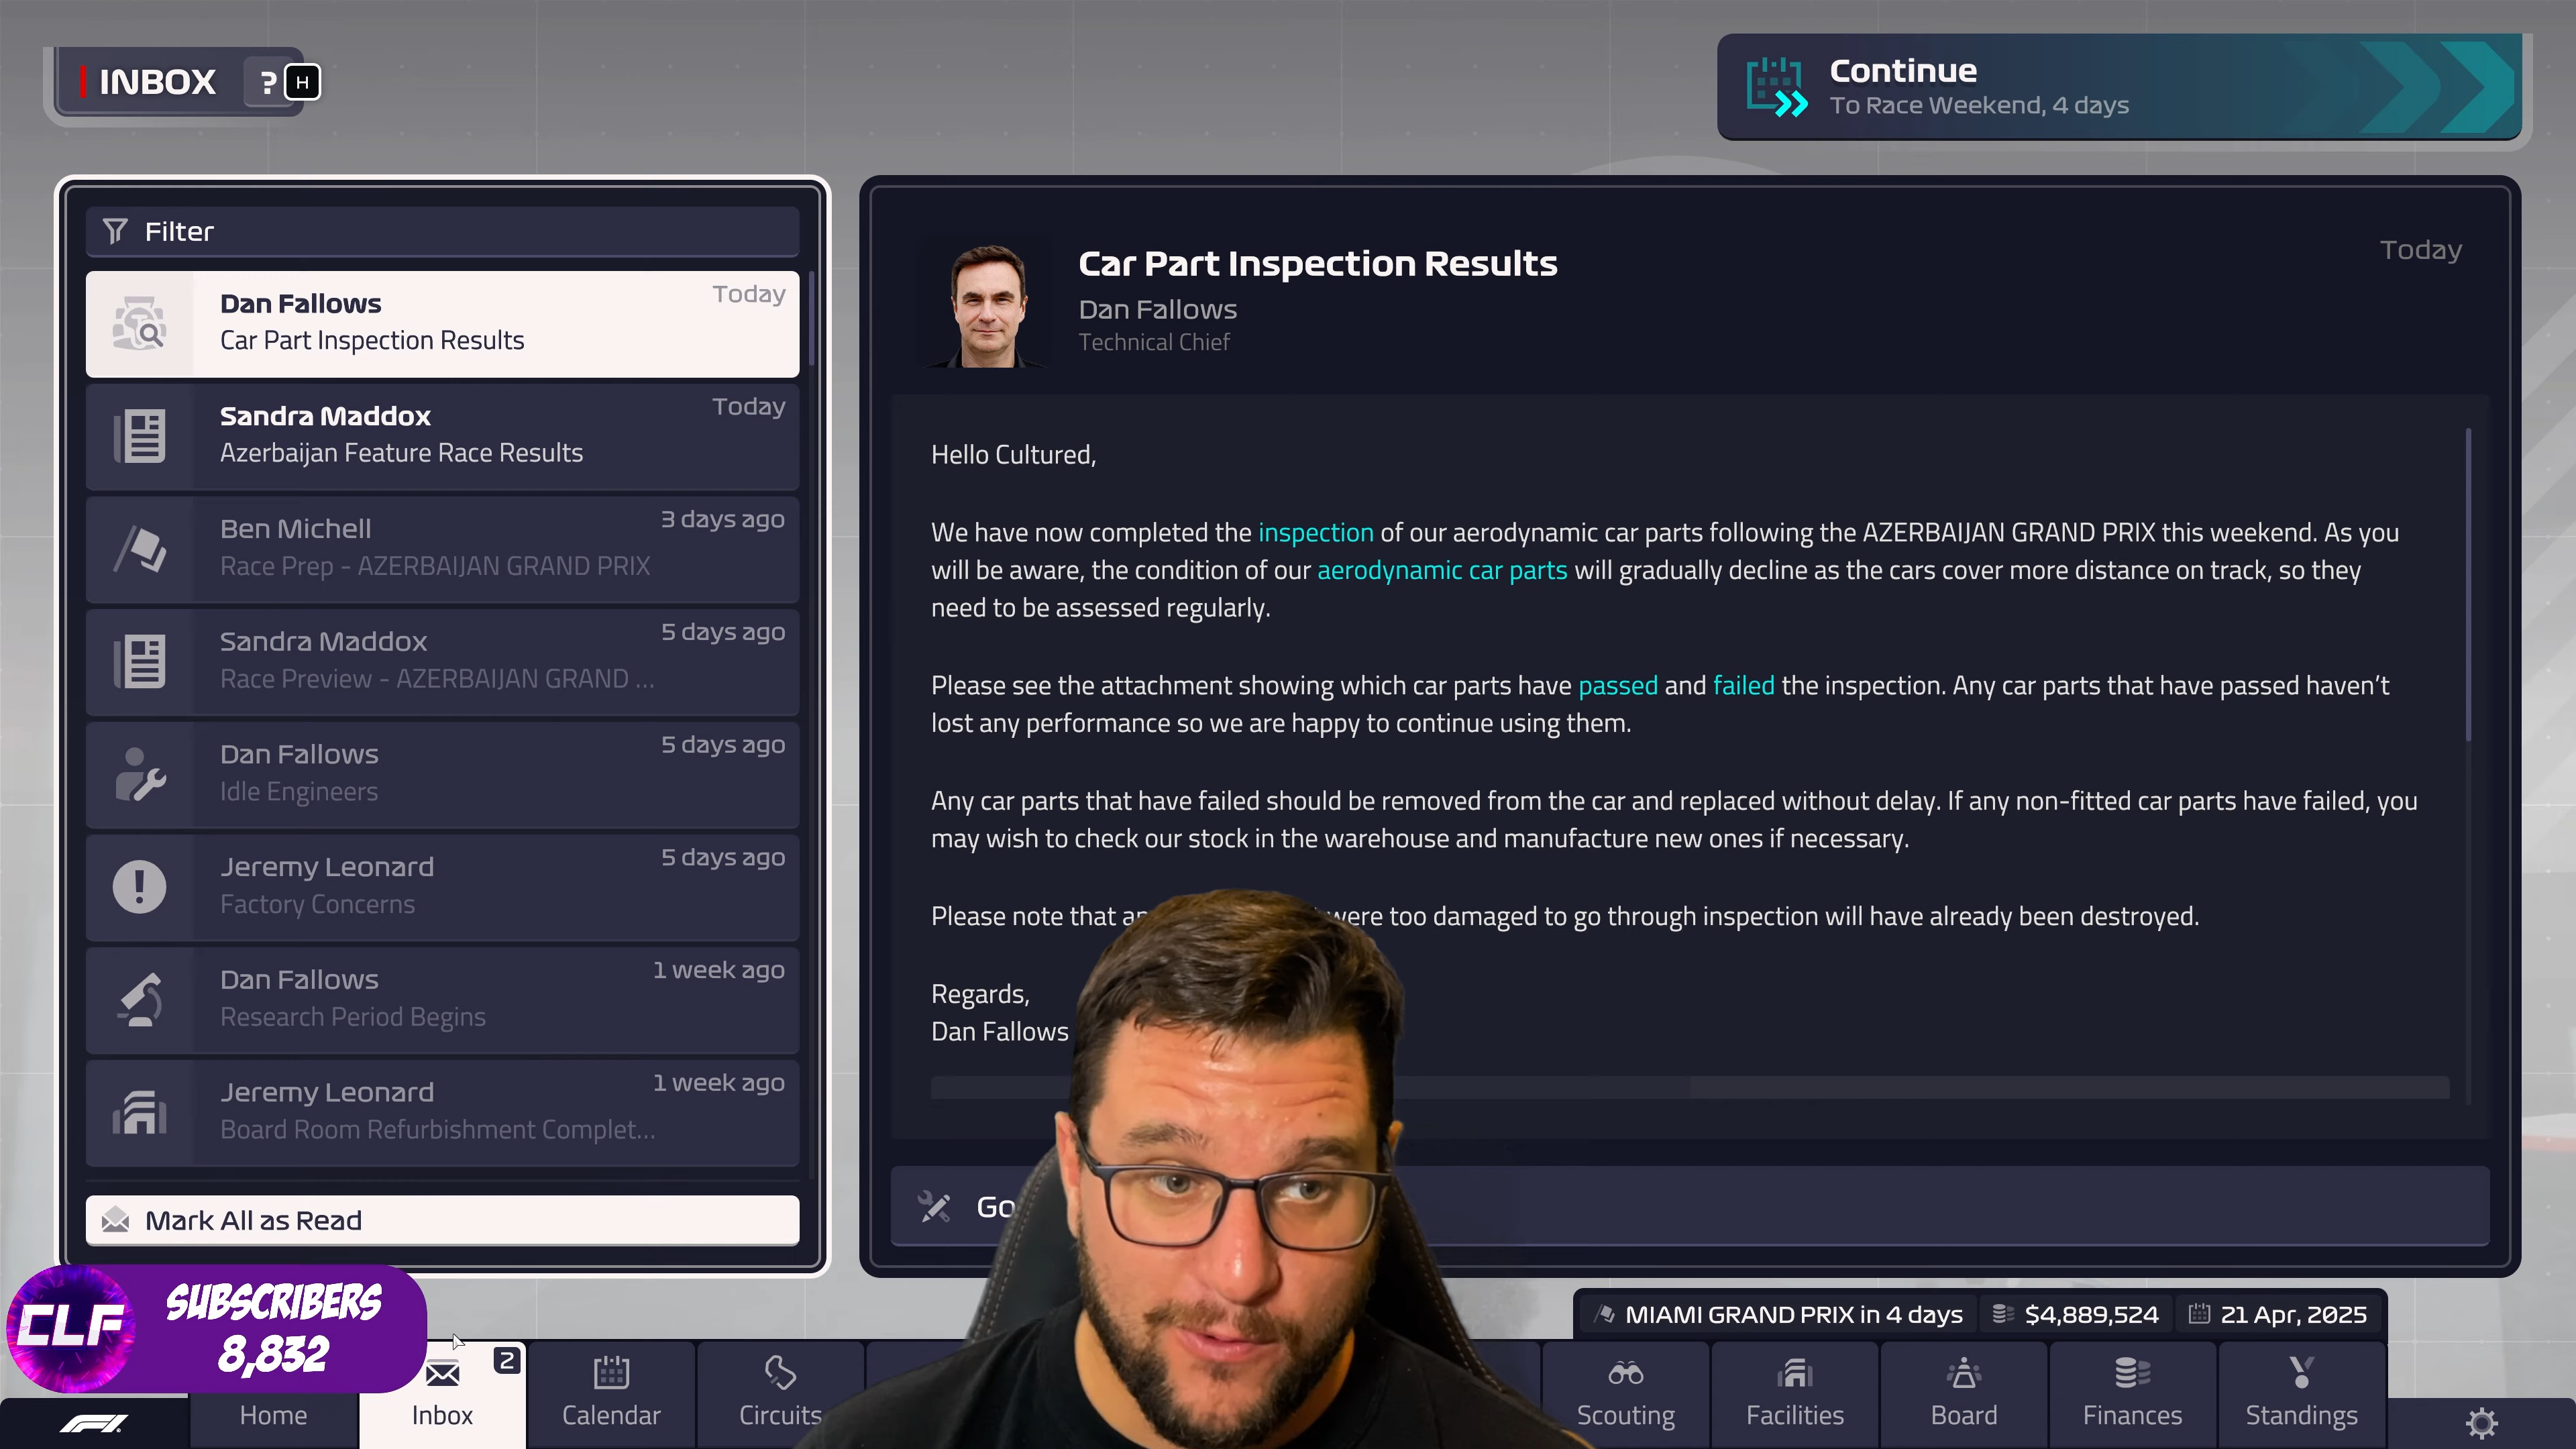 INBOX ? H
Continue
To Race Weekend, 4 days
Filter
Dan Fallows Today
Car Part Inspection Results
Sandra Maddox Today
Azerbaijan Feature Race Results
Ben Michell 3 days ago
Race Prep - AZERBAIJAN GRAND PRIX
Sandra Maddox 5 days ago
Race Preview - AZERBAIJAN GRAND ...
Dan Fallows 5 days ago
Idle Engineers
Jeremy Leonard 5 days ago
Factory Concerns
Dan Fallows 1 week ago
Research Period Begins
Jeremy Leonard 1 week ago
Board Room Refurbishment Complet...
Mark All as Read
Car Part Inspection Results Today
Dan Fallows
Technical Chief
Hello Cultured,
We have now completed the inspection of our aerodynamic car parts following the AZERBAIJAN GRAND PRIX this weekend. As you
will be aware, the condition of our aerodynamic car parts will gradually decline as the cars cover more distance on track, so they
need to be assessed regularly.
Please see the attachment showing which car parts have passed and failed the inspection. Any car parts that have passed haven't
lost any performance so we are happy to continue using them.
Any car parts that have failed should be removed from the car and replaced without delay. If any non-fitted car parts have failed, you
may wish to check our stock in the warehouse and manufacture new ones if necessary.
Please note that were too damaged to go through inspection will have already been destroyed.
Regards,
Dan Fallows
Go
CLF
SUBSCRIBERS
8,832
MIAMI GRAND PRIX in 4 days $4,889,524 21 Apr, 2025
2
F1
Home Inbox Calendar Circuits Scouting Facilities Board Finances Standings